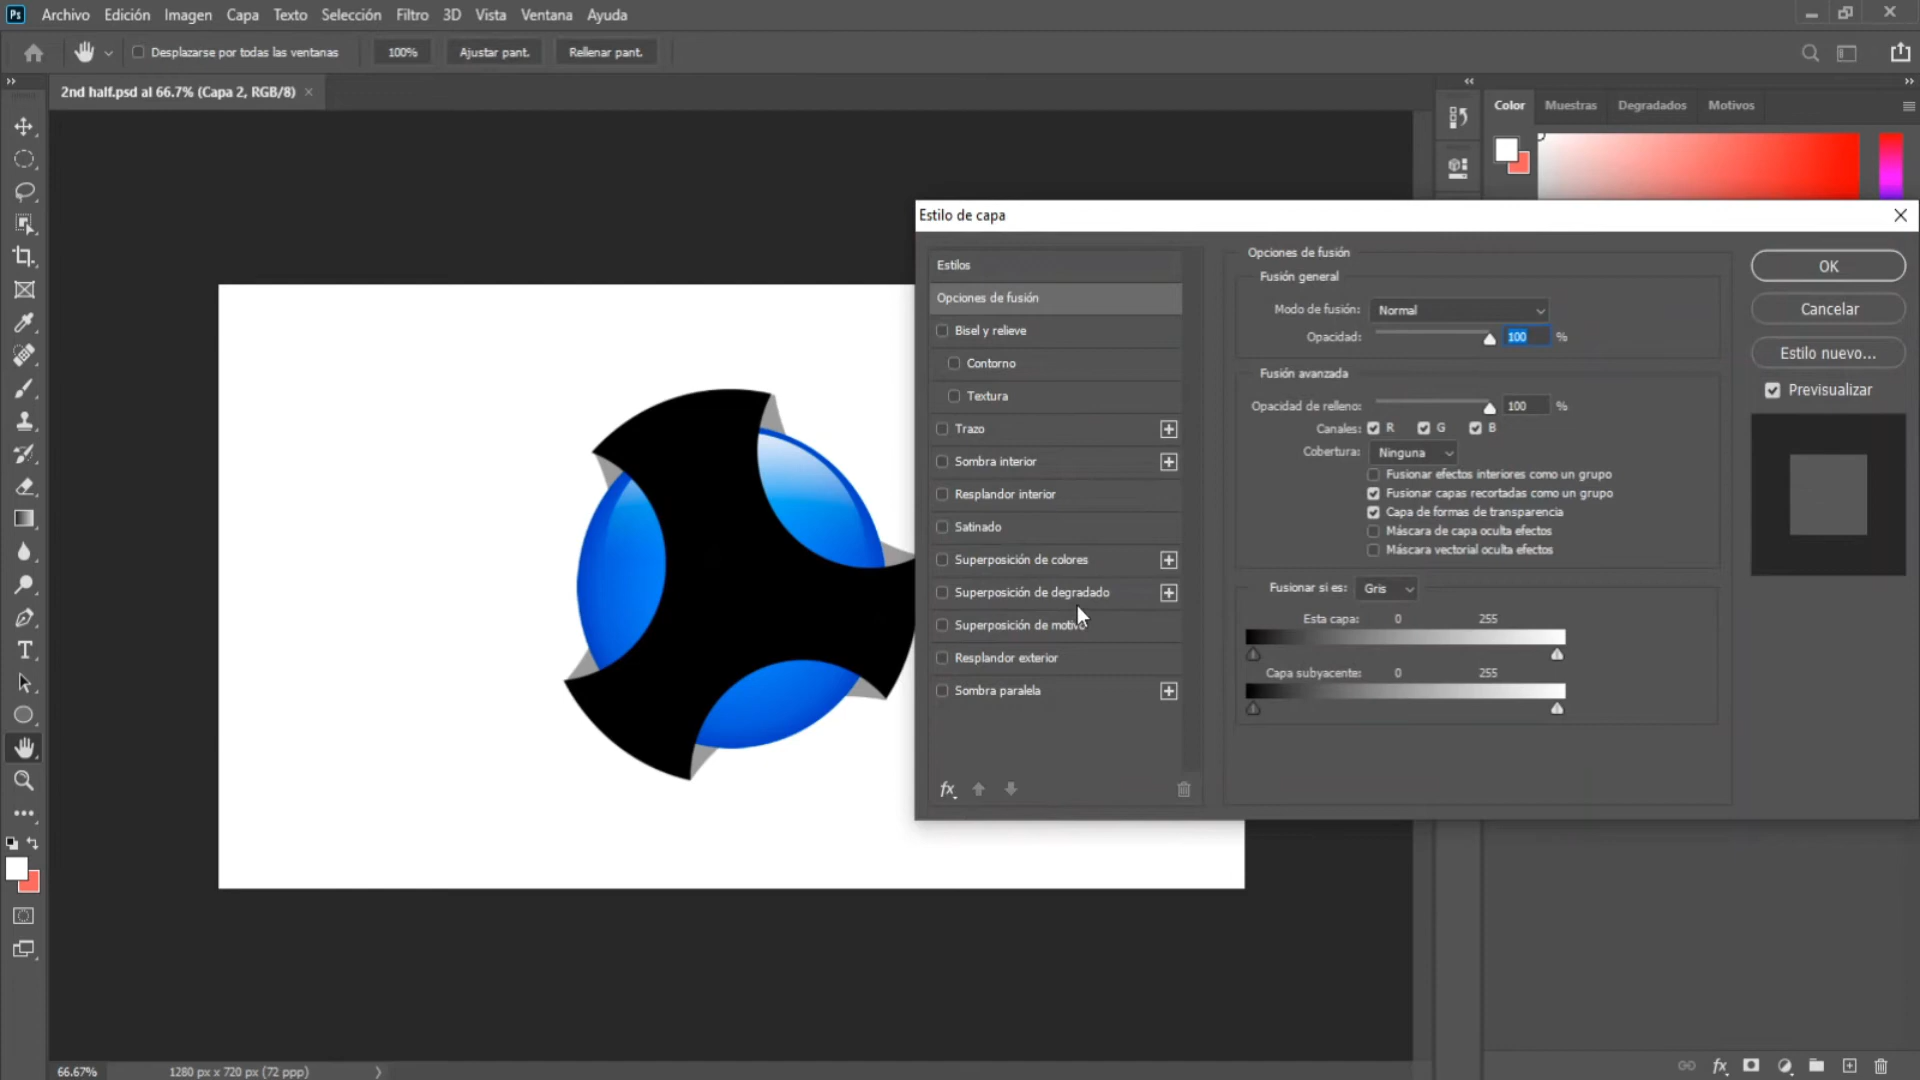 Ps Archivo Edición Imagen Capa Texto Selección Filtro 3D Vista Ventana Ayuda
Desplazarse por todas las ventanas 100% Ajustar pant. Rellenar pant.
2nd half.psd al 66.7% (Capa 2, RGB/8) ×
Color Muestras Degradados Motivos
Estilo de capa
Estilos
Opciones de fusión
Bisel y relieve
Contorno
Textura
Trazo
Sombra interior
Resplandor interior
Satinado
Superposición de colores
Superposición de degradado
Superposición de motivo
Resplandor exterior
Sombra paralela
fx
Opciones de fusión
Fusión general
Modo de fusión: Normal
Opacidad: 100 %
Fusión avanzada
Opacidad de relleno: 100 %
Canales: R G B
Cobertura: Ninguna
Fusionar efectos interiores como un grupo
Fusionar capas recortadas como un grupo
Capa de formas de transparencia
Máscara de capa oculta efectos
Máscara vectorial oculta efectos
Fusionar si es: Gris
Esta capa: 0 255
Capa subyacente: 0 255
OK
Cancelar
Estilo nuevo...
Previsualizar
66.67% 1280 px x 720 px (72 ppp)
fx